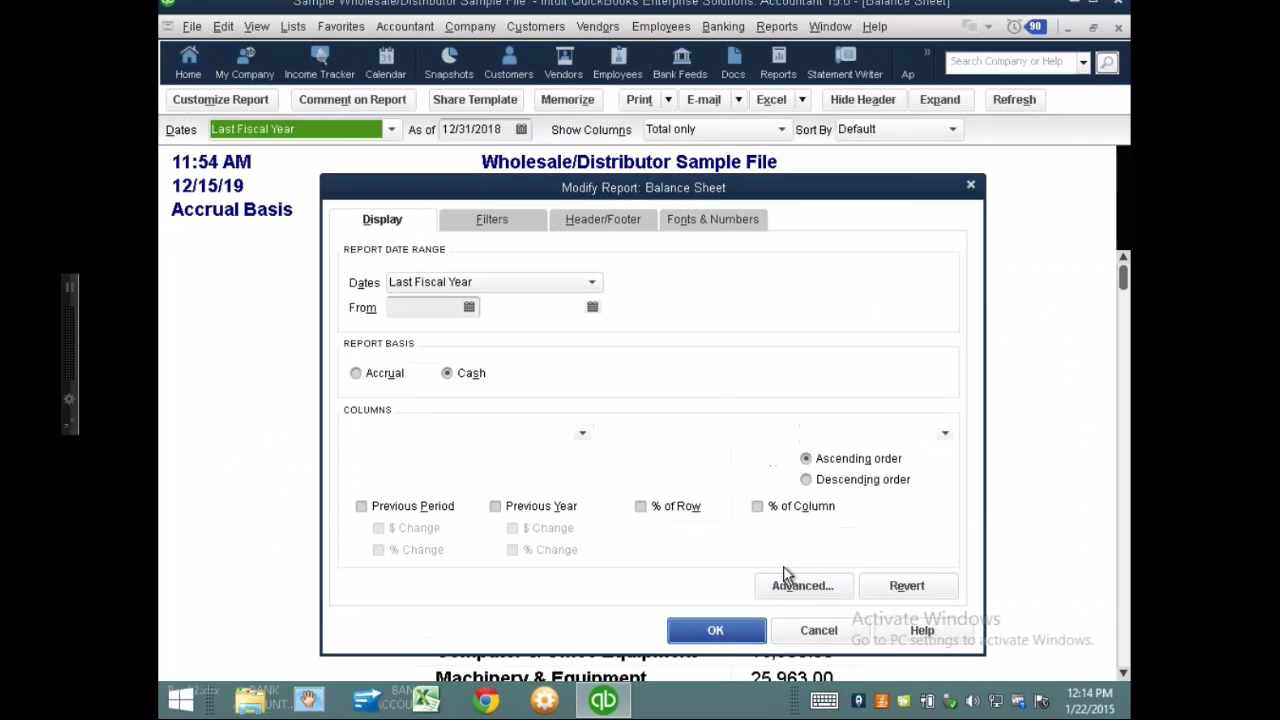 Sample Wholesale/Distributor Sample File - Intuit QuickBooks Enterprise Solutions: Accountant 15.0 - [Balance Sheet]
File Edit View Lists Favorites Accountant Company Customers Vendors Employees Banking Reports Window Help 90
Home My Company Income Tracker Calendar Snapshots Customers Vendors Employees Bank Feeds Docs Reports Statement Writer Ap » Search Company or Help
Customize Report Comment on Report Share Template Memorize Print E-mail Excel Hide Header Expand Refresh
Dates Last Fiscal Year As of 12/31/2018 Show Columns Total only Sort By Default
11:54 AM Wholesale/Distributor Sample File
12/15/19
Accrual Basis
Modify Report: Balance Sheet
Display Filters Header/Footer Fonts & Numbers
REPORT DATE RANGE
Dates Last Fiscal Year
From
REPORT BASIS
Accrual Cash
COLUMNS
Ascending order
Descending order
Previous Period Previous Year % of Row % of Column
$ Change $ Change
% Change % Change
Advanced... Revert
OK Cancel Help
Activate Windows
Go to PC settings to activate Windows.
Machinery & Equipment 25,963.00
12:14 PM
1/22/2015